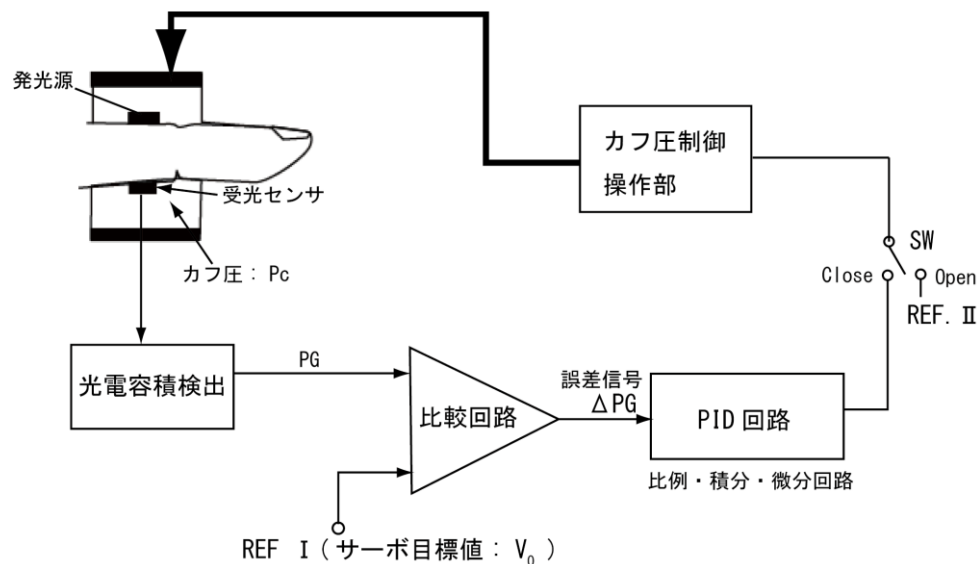 発光源
受光センサ
カフ圧：Pc
カフ圧制御
操作部
SW
Close
Open
REF. Ⅱ
光電容積検出
PG
比較回路
誤差信号
ΔPG
PID 回路
比例・積分・微分回路
REF Ⅰ（サーボ目標値：V₀）